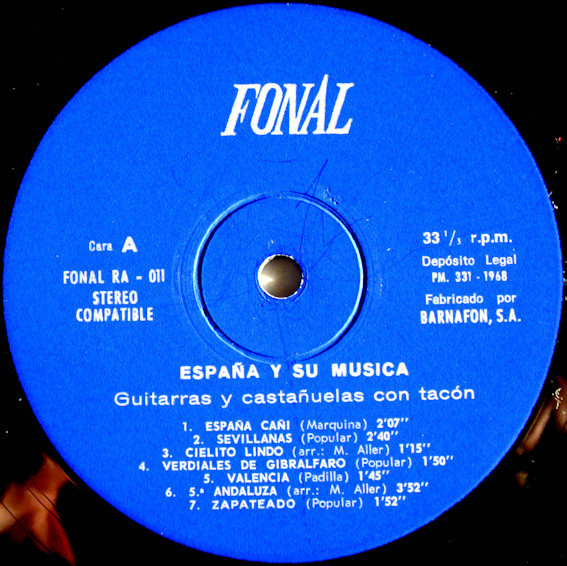 FONAL
Cara A
FONAL RA - 011
STEREO
COMPATIBLE
33 1/3 r.p.m.
Depósito Legal
PM. 331 - 1968
Fabricado por
BARNAFON, S.A.
ESPAÑA Y SU MUSICA
Guitarras y castañuelas con tacón
1. ESPAÑA CAÑI (Marquina) 2'07''
2. SEVILLANAS (Popular) 2'40''
3. CIELITO LINDO (arr.: M. Aller) 1'15''
4. VERDIALES DE GIBRALFARO (Popular) 1'50''
5. VALENCIA (Padilla) 1'45''
6. 5.ª ANDALUZA (arr.: M. Aller) 3'52''
7. ZAPATEADO (Popular) 1'52''